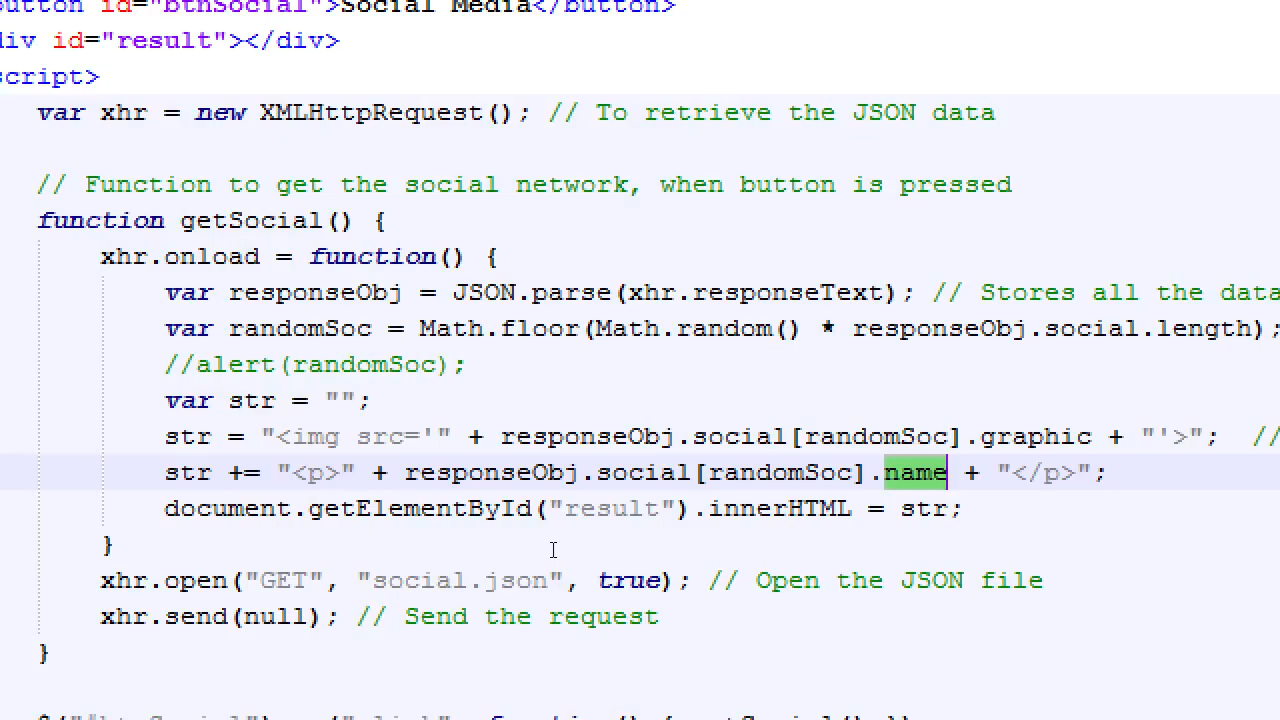 button id="btnSocial">Social Media</button>
div id="result"></div>
script>
var xhr = new XMLHttpRequest(); // To retrieve the JSON data
// Function to get the social network, when button is pressed
function getSocial() {
xhr.onload = function() {
var responseObj = JSON.parse(xhr.responseText); // Stores all the data
var randomSoc = Math.floor(Math.random() * responseObj.social.length);
//alert(randomSoc);
var str = "";
str = "<img src='" + responseObj.social[randomSoc].graphic + "'>"; //
str += "<p>" + responseObj.social[randomSoc].name + "</p>";
document.getElementById("result").innerHTML = str;
}
xhr.open("GET", "social.json", true); // Open the JSON file
xhr.send(null); // Send the request
}